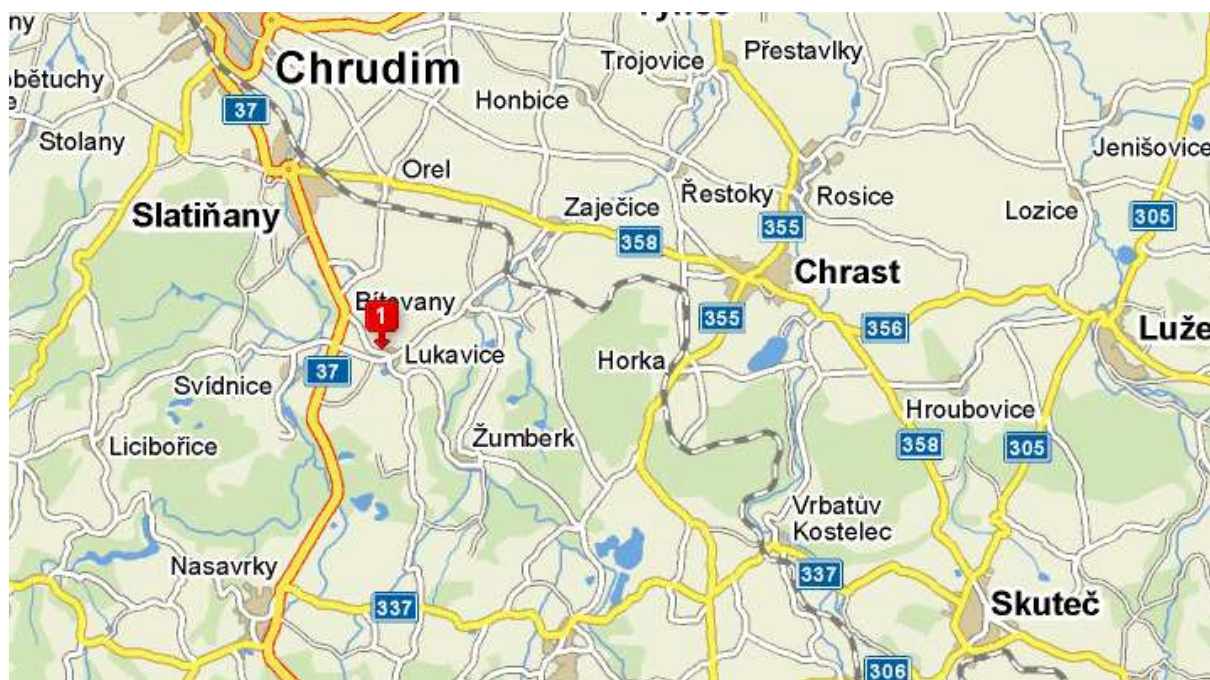 Chrudim
Trojovice
Přestavlky
Honbice
37
Stolany
Jenišovice
Orel
Řestoky
Rosice
Slatiňany
Zaječice
Lozice
305
355
358
Chrast
Bítovany
1
355
356
Luže
Lukavice
Horka
37
Svídnice
Hroubovice
Žumberk
Licibořice
358
305
Vrbatův
Kostelec
Nasavrky
337
337
Skuteč
306